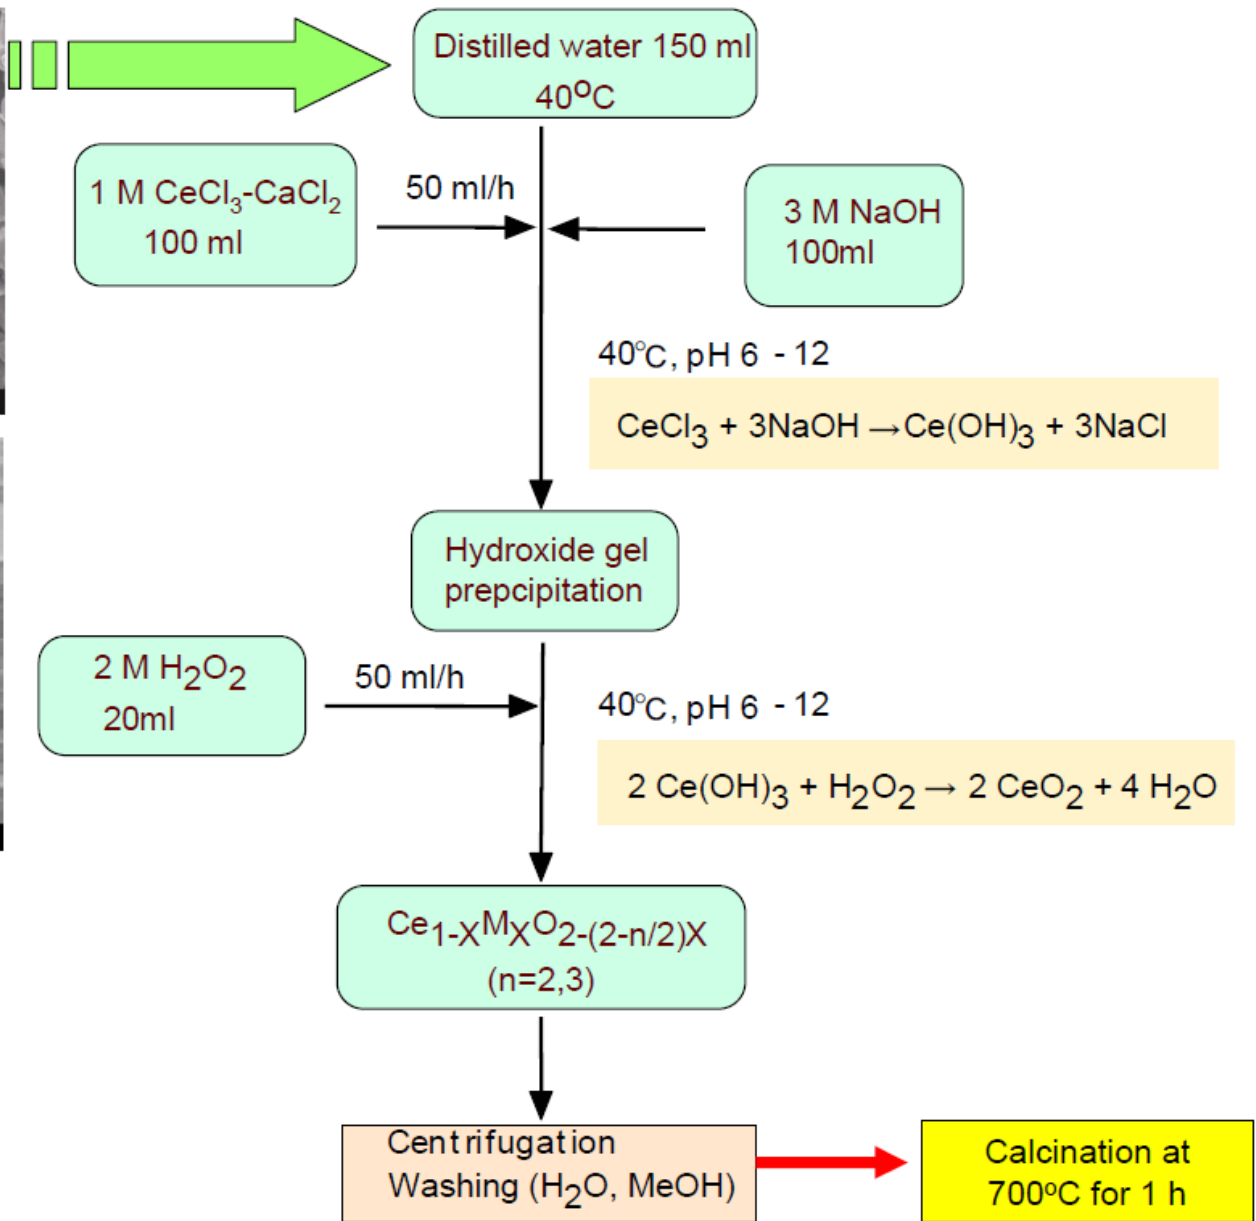 Distilled water 150 ml
40°C
1 M CeCl₃-CaCl₂
100 ml
50 ml/h
3 M NaOH
100ml
40°C, pH 6 - 12
CeCl₃ + 3NaOH → Ce(OH)₃ + 3NaCl
Hydroxide gel
prepcipitation
2 M H₂O₂
20ml
50 ml/h
40°C, pH 6 - 12
2 Ce(OH)₃ + H₂O₂ → 2 CeO₂ + 4 H₂O
Ce1-XMXO2-(2-n/2)X
(n=2,3)
Centrifugation
Washing (H₂O, MeOH)
Calcination at
700°C for 1 h